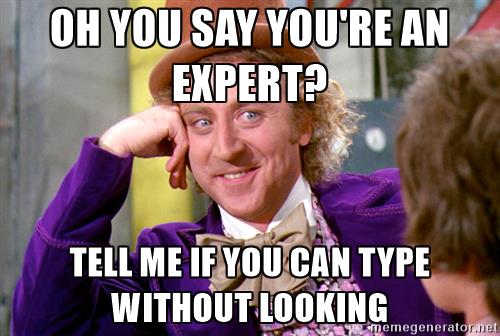 OH YOU SAY YOU'RE AN
EXPERT?
TELL ME IF YOU CAN TYPE
WITHOUT LOOKING
memegenerator.net